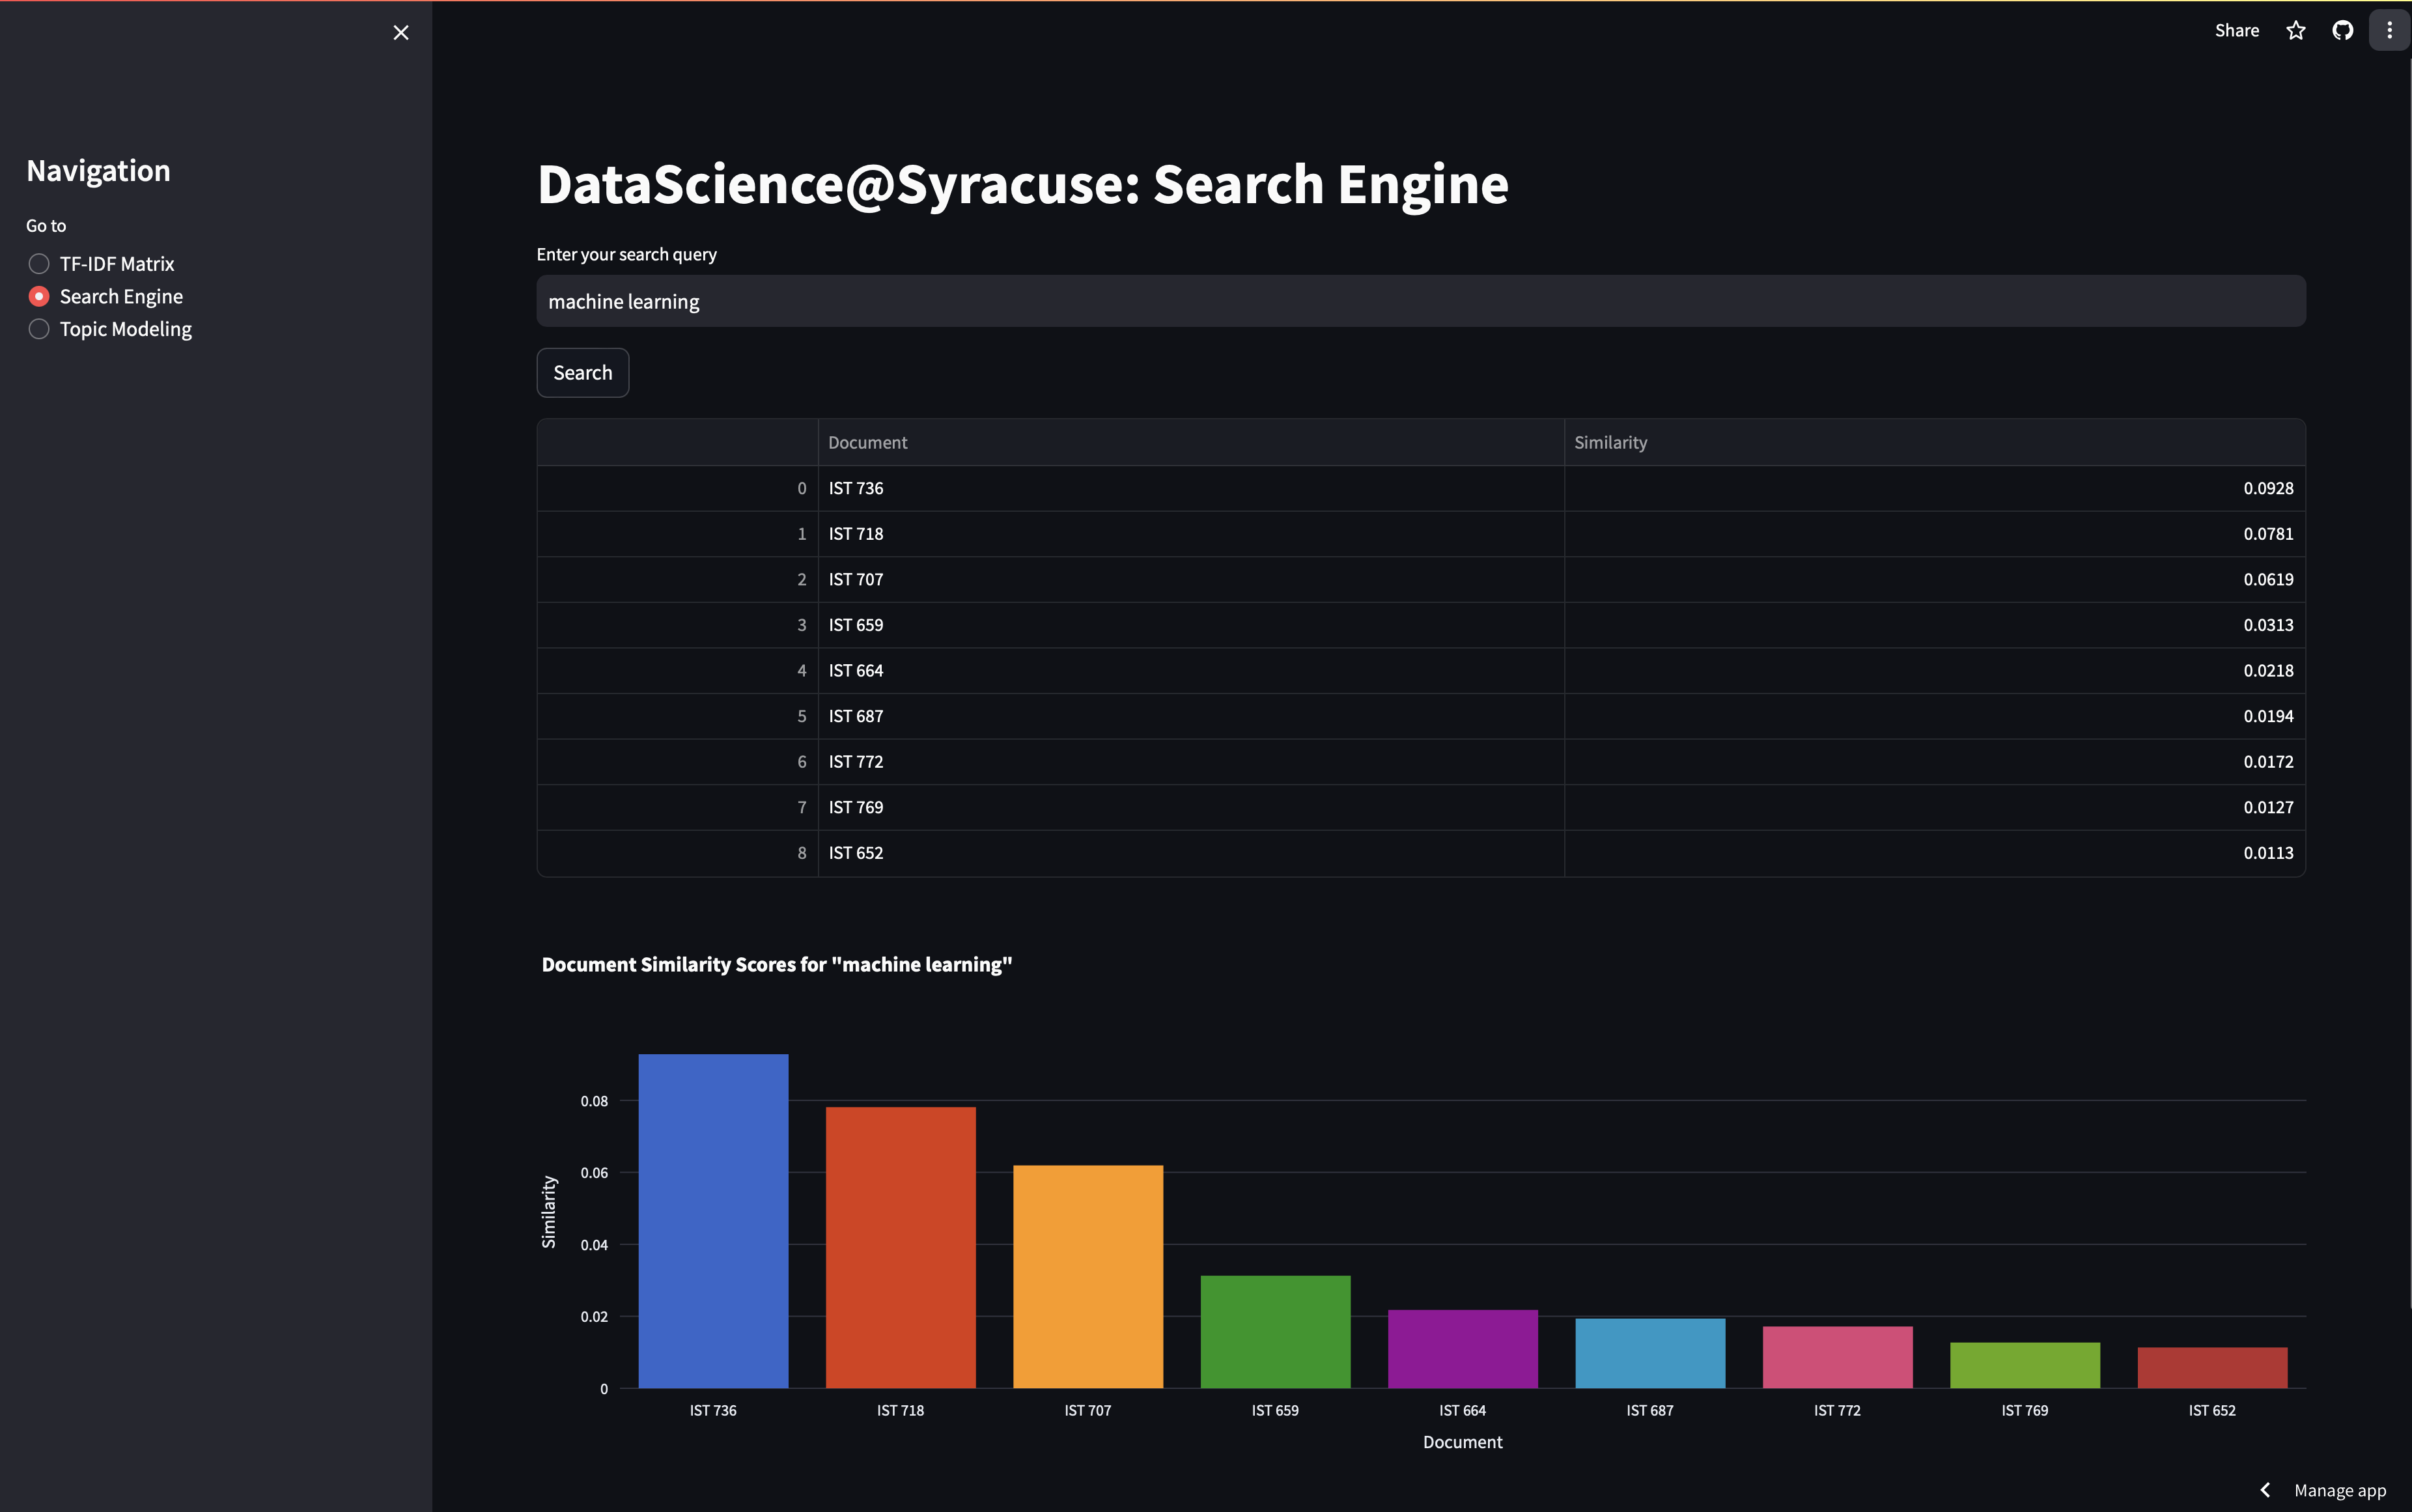 Share
Navigation
Go to
TF-IDF Matrix
Search Engine
Topic Modeling
DataScience@Syracuse: Search Engine
Enter your search query
machine learning
Search
Document Similarity
0 IST 736 0.0928
1 IST 718 0.0781
2 IST 707 0.0619
3 IST 659 0.0313
4 IST 664 0.0218
5 IST 687 0.0194
6 IST 772 0.0172
7 IST 769 0.0127
8 IST 652 0.0113
Document Similarity Scores for "machine learning"
Similarity
0.08
0.06
0.04
0.02
0
IST 736 IST 718 IST 707 IST 659 IST 664 IST 687 IST 772 IST 769 IST 652
Document
Manage app